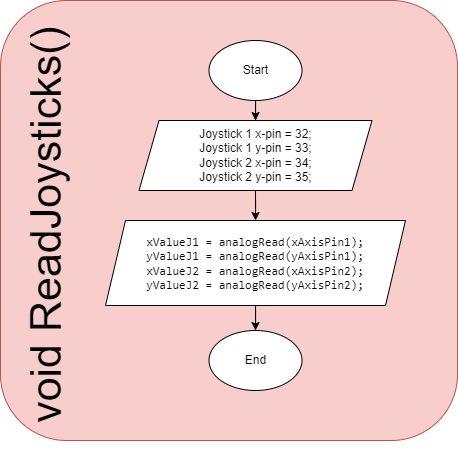 void ReadJoysticks()
Start
Joystick 1 x-pin = 32;
Joystick 1 y-pin = 33;
Joystick 2 x-pin = 34;
Joystick 2 y-pin = 35;
xValueJ1 = analogRead(xAxisPin1);
yValueJ1 = analogRead(yAxisPin1);
xValueJ2 = analogRead(xAxisPin2);
yValueJ2 = analogRead(yAxisPin2);
End